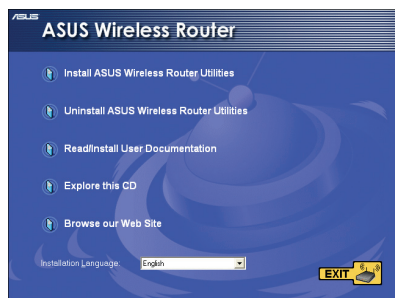 ASUS
ASUS Wireless Router
Install ASUS Wireless Router Utilities
Uninstall ASUS Wireless Router Utilities
Read/Install User Documentation
Explore this CD
Browse our Web Site
Installation Language: English
EXIT